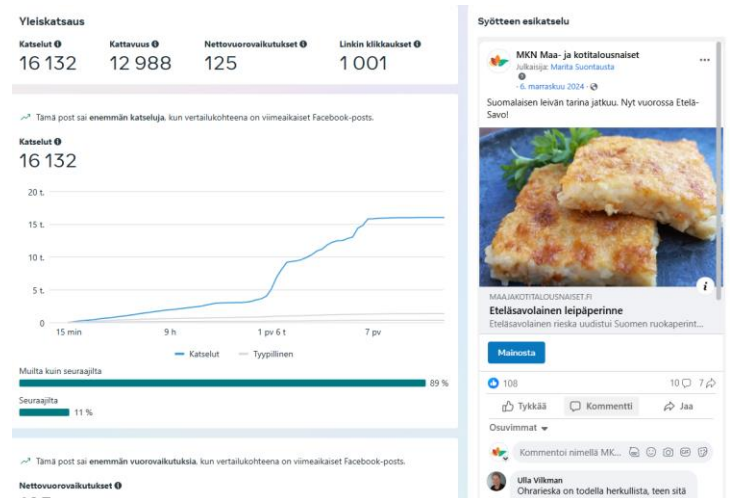 Yleiskatsaus
Katselut
Kattavuus
Nettovuorovaikutukset
Linkin klikkaukset
16 132
12 988
125
1 001
Tämä post sai enemmän katseluja, kun vertailukohteena on viimeaikaiset Facebook-posts.
Katselut
16 132
20 t.
15 t.
10 t.
5 t.
0
15 min
9 h
1 pv 6 t
7 pv
Katselut
Tyypillinen
Muilta kuin seuraajilta
89 %
Seuraajilta
11 %
Tämä post sai enemmän vuorovaikutuksia, kun vertailukohteena on viimeaikaiset Facebook-posts.
Nettovuorovaikutukset
Syötteen esikatselu
MKN Maa- ja kotitalousnaiset
Julkaisija: Marita Suontausta
· 6. marraskuu 2024 ·
Suomalaisen leivän tarina jatkuu. Nyt vuorossa Etelä-
Savo!
MAAJAKOTITALOUSNAISET.FI
Eteläsavolainen leipäperinne
Eteläsavolainen rieska uudistui Suomen ruokaperint...
Mainosta
108
10
7
Tykkää
Kommentti
Jaa
Osuvimmat
Kommentoi nimellä MK...
Ulla Vilkman
Ohrarieska on todella herkullista, teen sitä